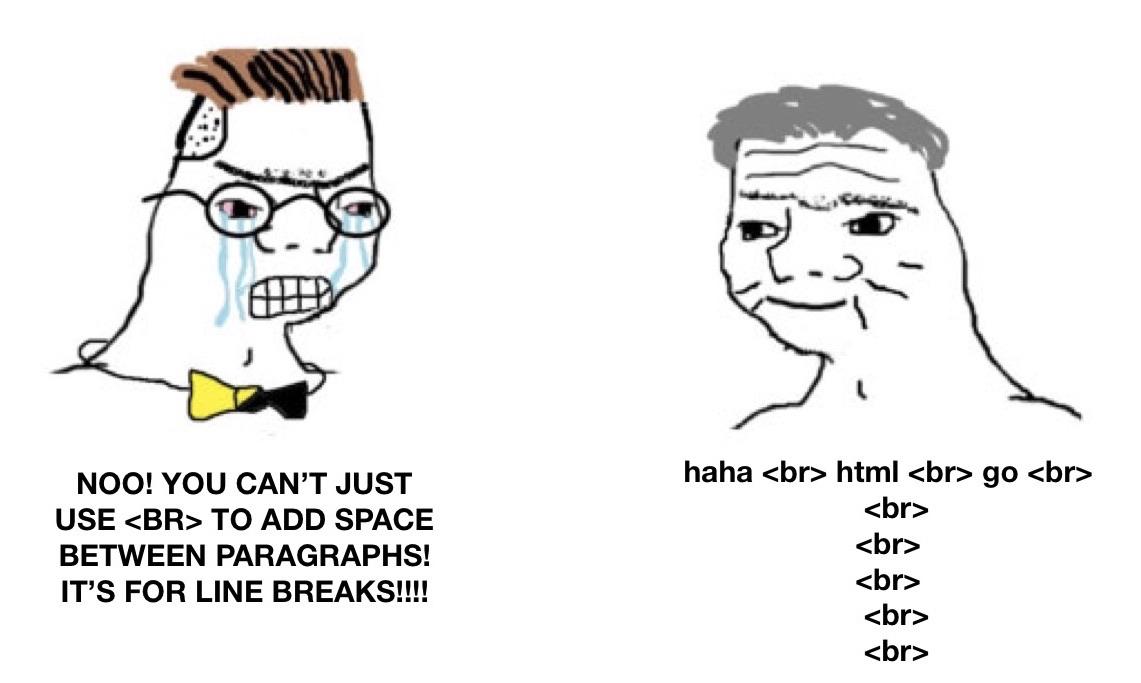 NOO! YOU CAN'T JUST
USE <BR> TO ADD SPACE
BETWEEN PARAGRAPHS!
IT'S FOR LINE BREAKS!!!!
haha <br> html <br> go <br>
<br>
<br>
<br>
<br>
<br>